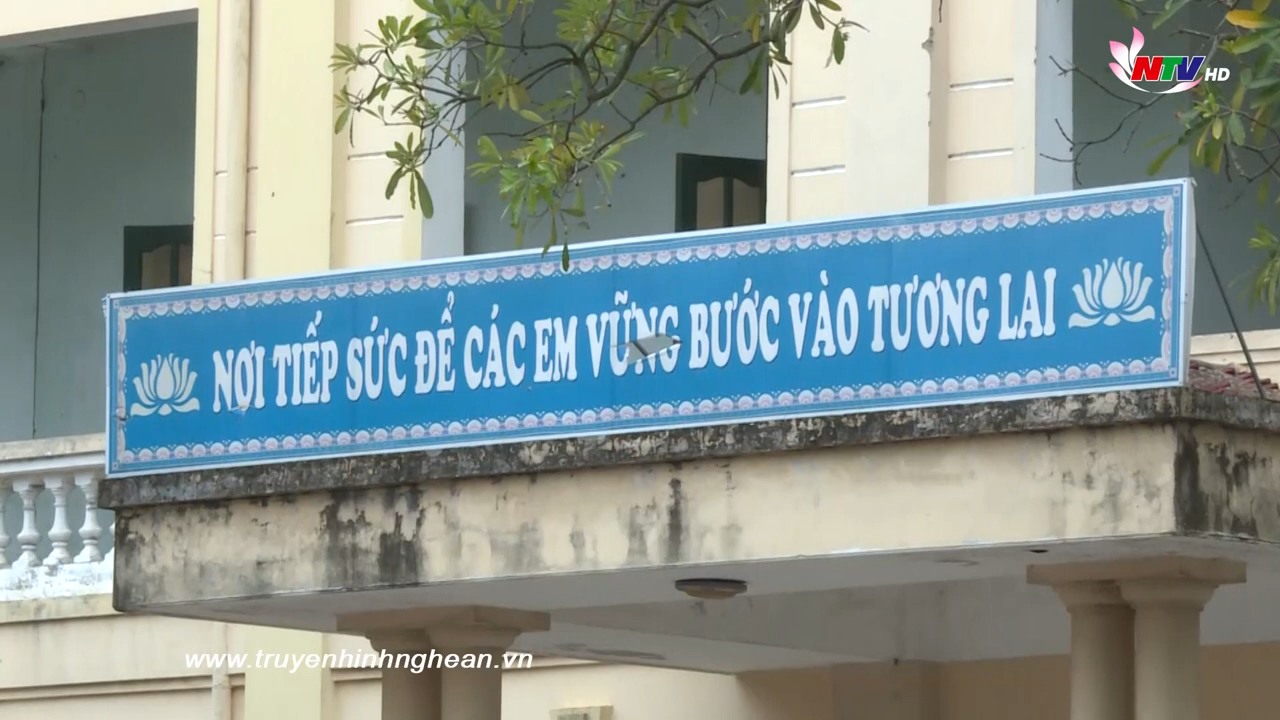 NTV HD
NƠI TIẾP SỨC ĐỂ CÁC EM VỮNG BƯỚC VÀO TƯƠNG LAI
www.truyenhinhnghean.vn